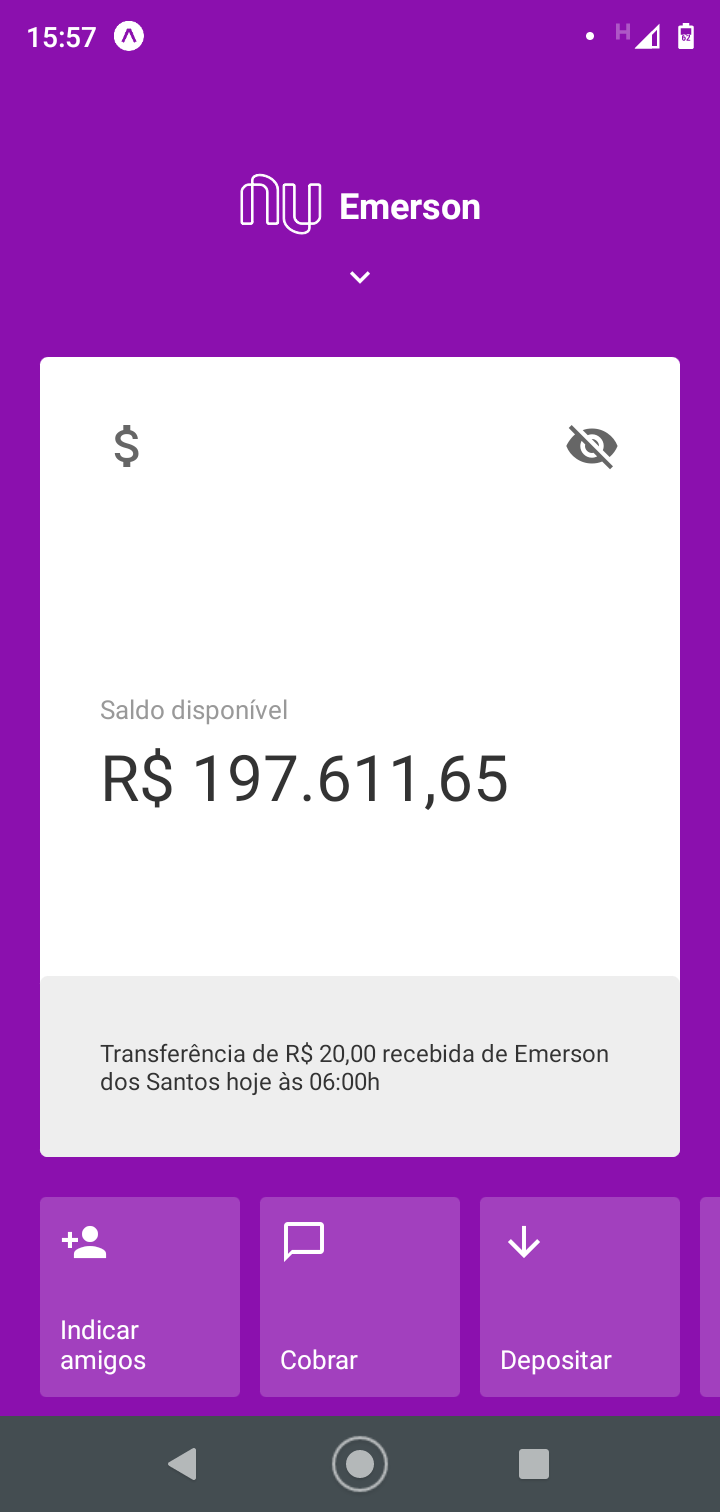 15:57
H
62
nu Emerson
$
Saldo disponível
R$ 197.611,65
Transferência de R$ 20,00 recebida de Emerson
dos Santos hoje às 06:00h
Indicar
amigos
Cobrar
Depositar